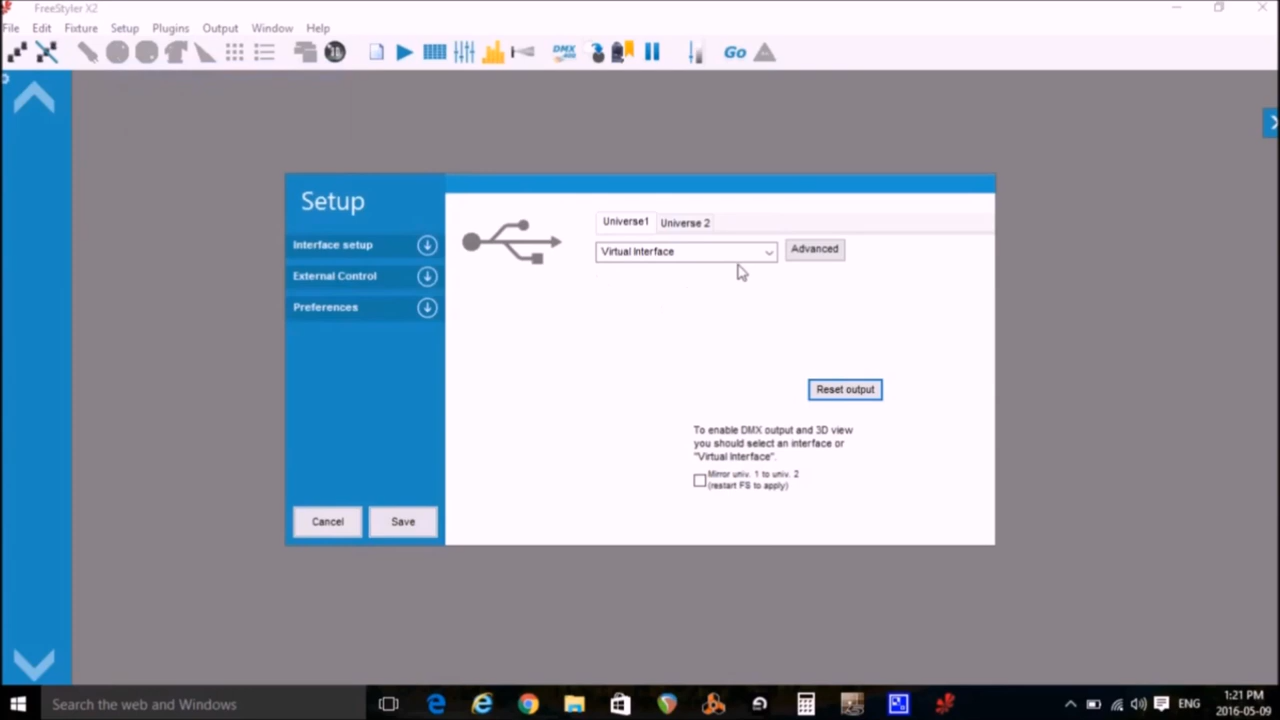 FreeStyler X2
File Edit Fixture Setup Plugins Output Window Help
DMX
400
Go
Setup
Interface setup
External Control
Preferences
Cancel
Save
Universe1
Universe 2
Virtual Interface
Advanced
Reset output
To enable DMX output and 3D view
you should select an interface or
"Virtual Interface".
Mirror univ. 1 to univ. 2
(restart FS to apply)
Search the web and Windows
ENG
1:21 PM
2016-05-09